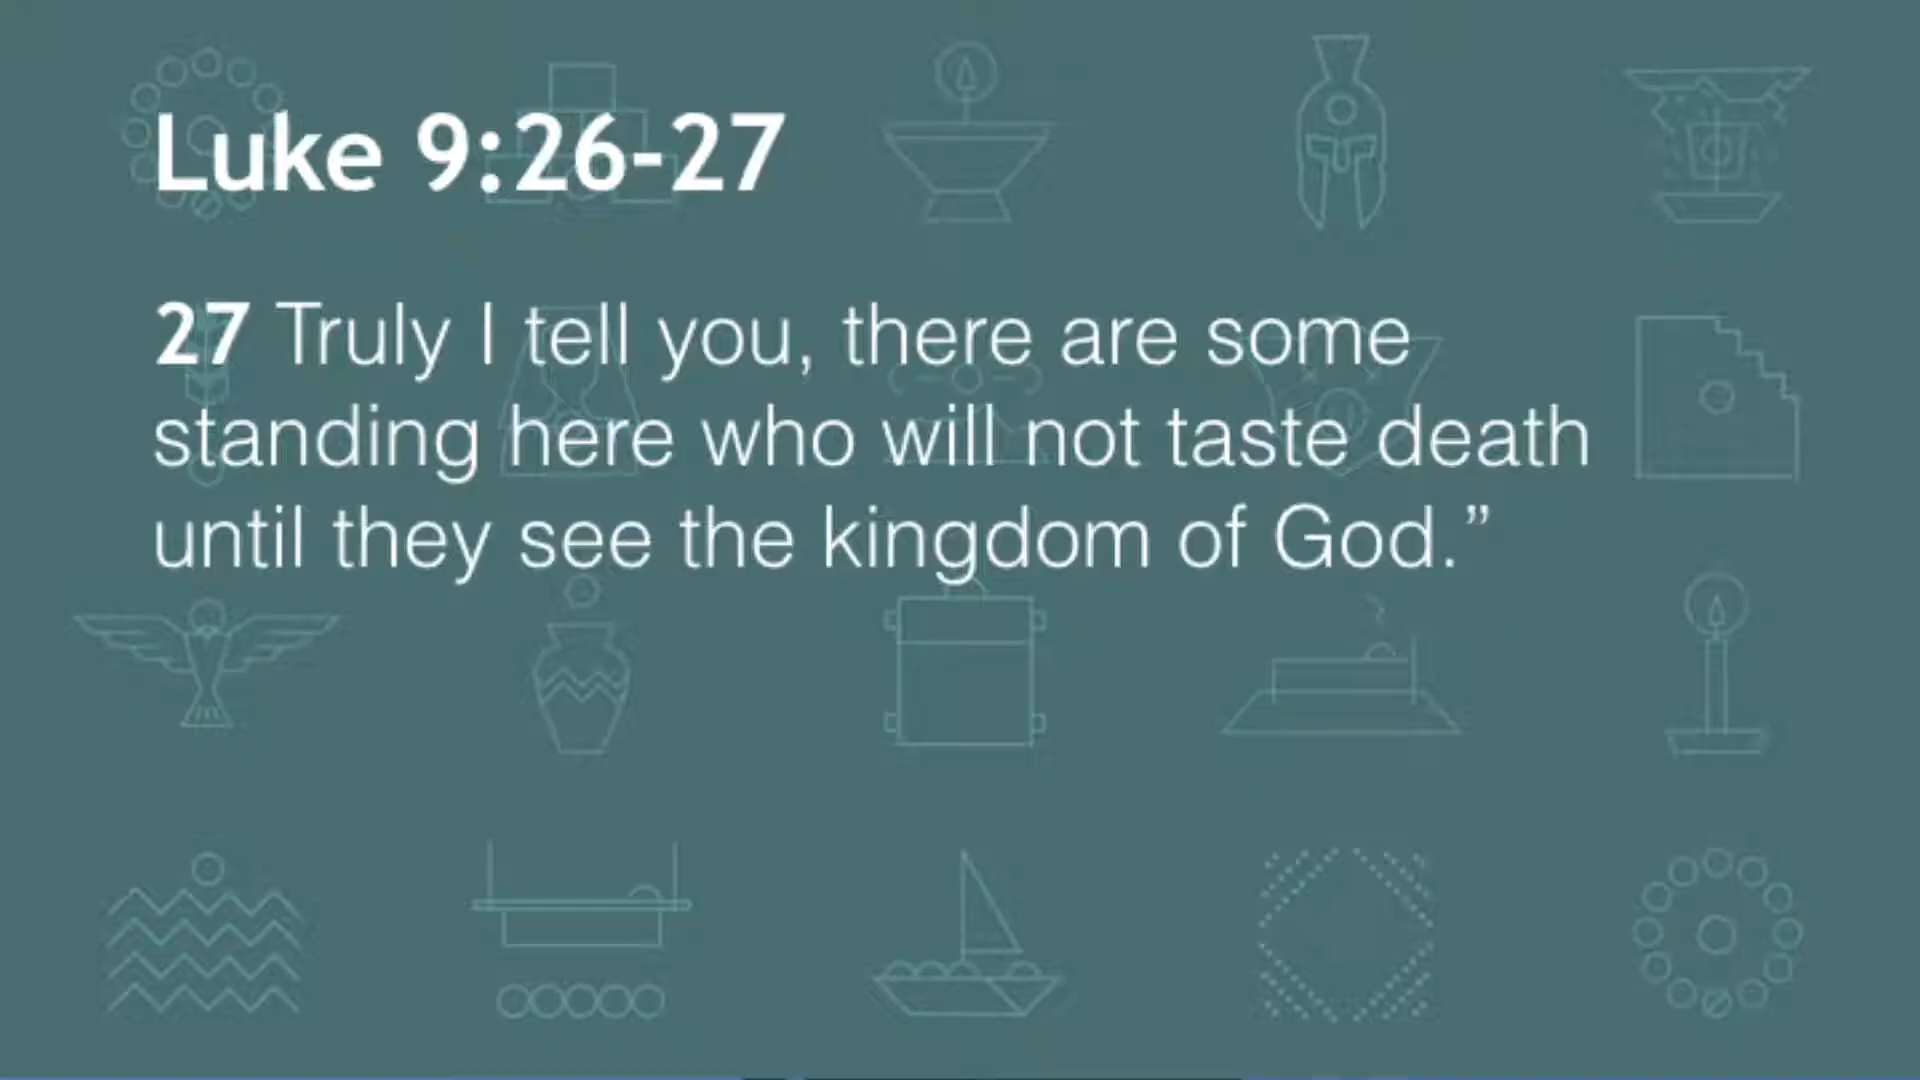 Luke 9:26-27
27 Truly I tell you, there are some
standing here who will not taste death
until they see the kingdom of God.”